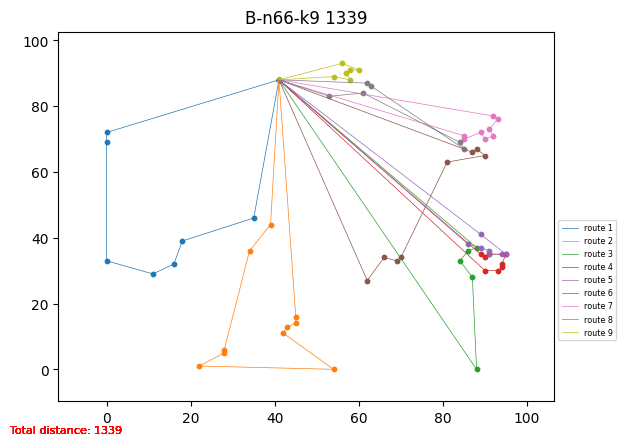 B-n66-k9 1339
100
80
60
40
20
0
0 20 40 60 80 100
route 1
route 2
route 3
route 4
route 5
route 6
route 7
route 8
route 9
Total distance: 1339